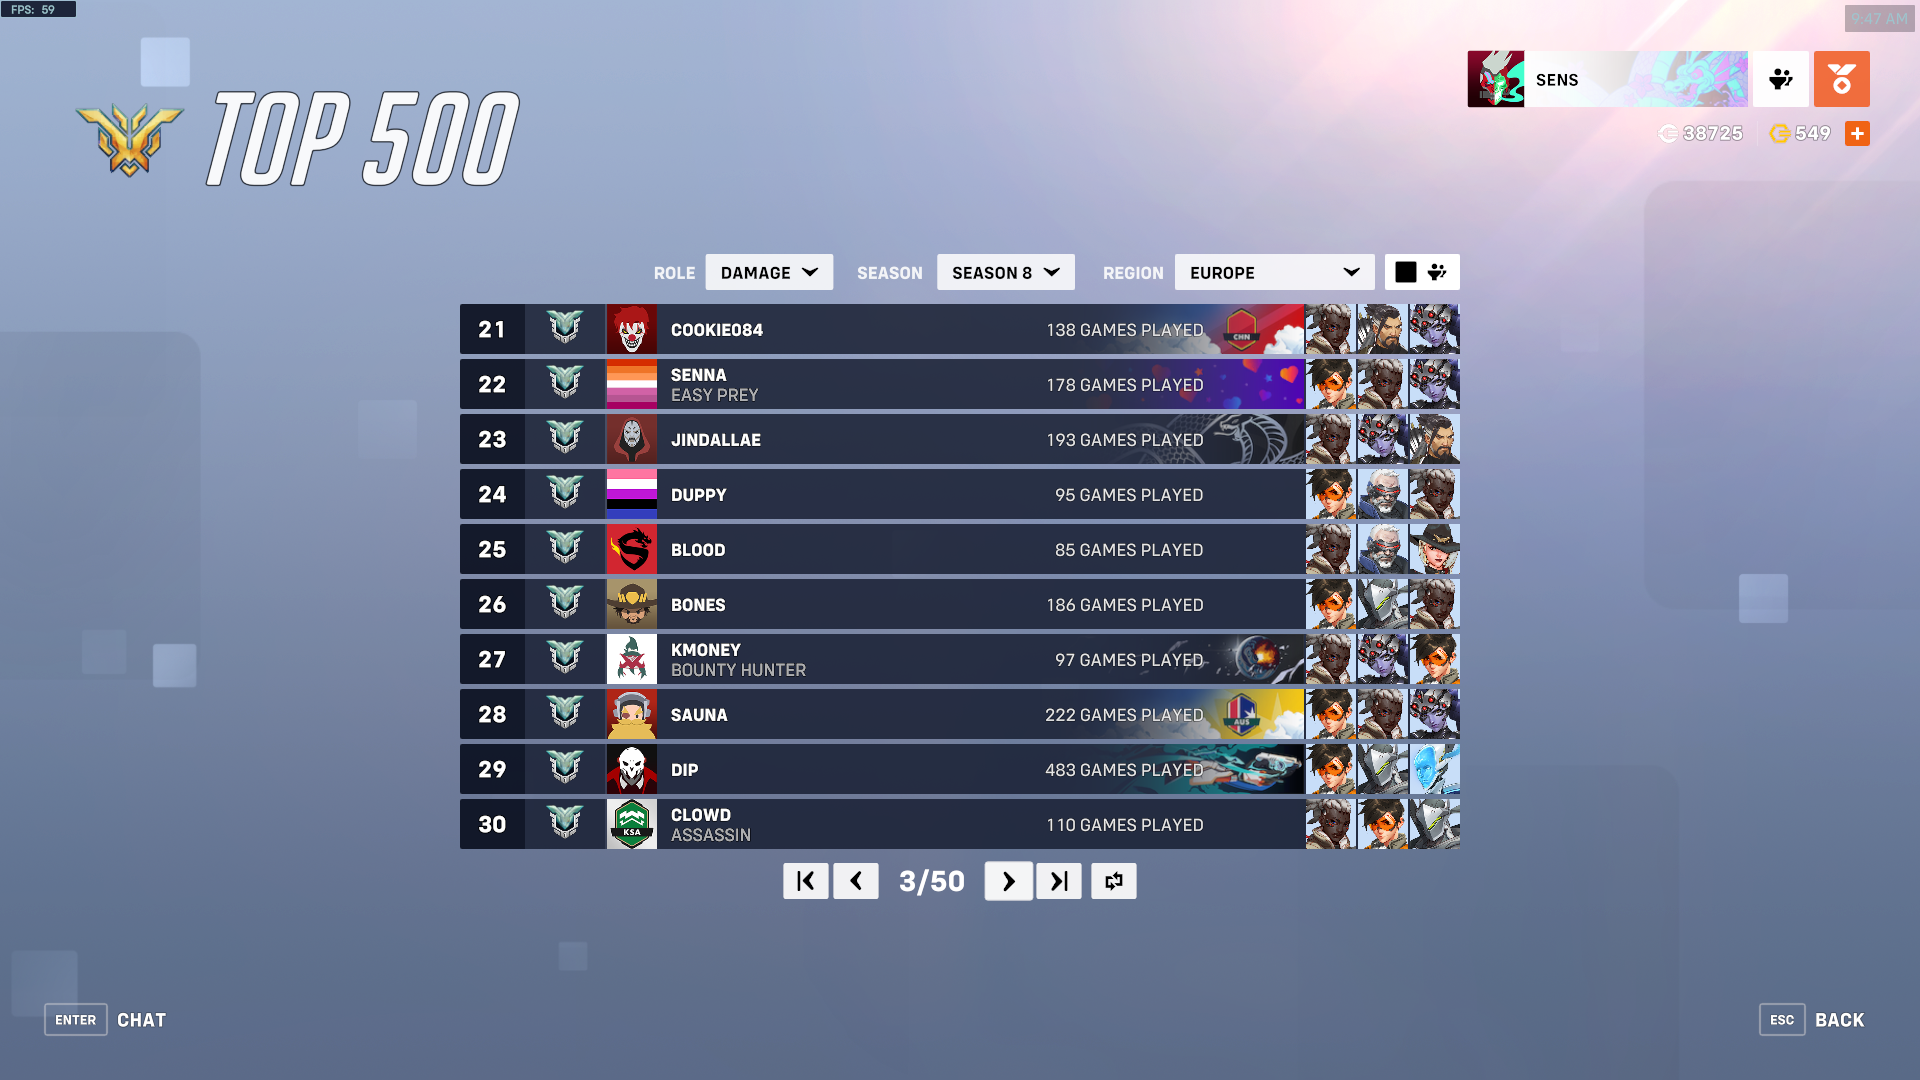 FPS: 59
9:47 AM
TOP 500
SENS
38725 549
ROLE DAMAGE SEASON SEASON 8 REGION EUROPE
21 COOKIE084 138 GAMES PLAYED CHN
22 SENNA 178 GAMES PLAYED
EASY PREY
23 JINDALLAE 193 GAMES PLAYED
24 DUPPY 95 GAMES PLAYED
25 BLOOD 85 GAMES PLAYED
26 BONES 186 GAMES PLAYED
27 KMONEY 97 GAMES PLAYED
BOUNTY HUNTER
28 SAUNA 222 GAMES PLAYED AUS
29 DIP 483 GAMES PLAYED
30 KSA CLOWD 110 GAMES PLAYED
ASSASSIN
3/50
ENTER CHAT
ESC BACK